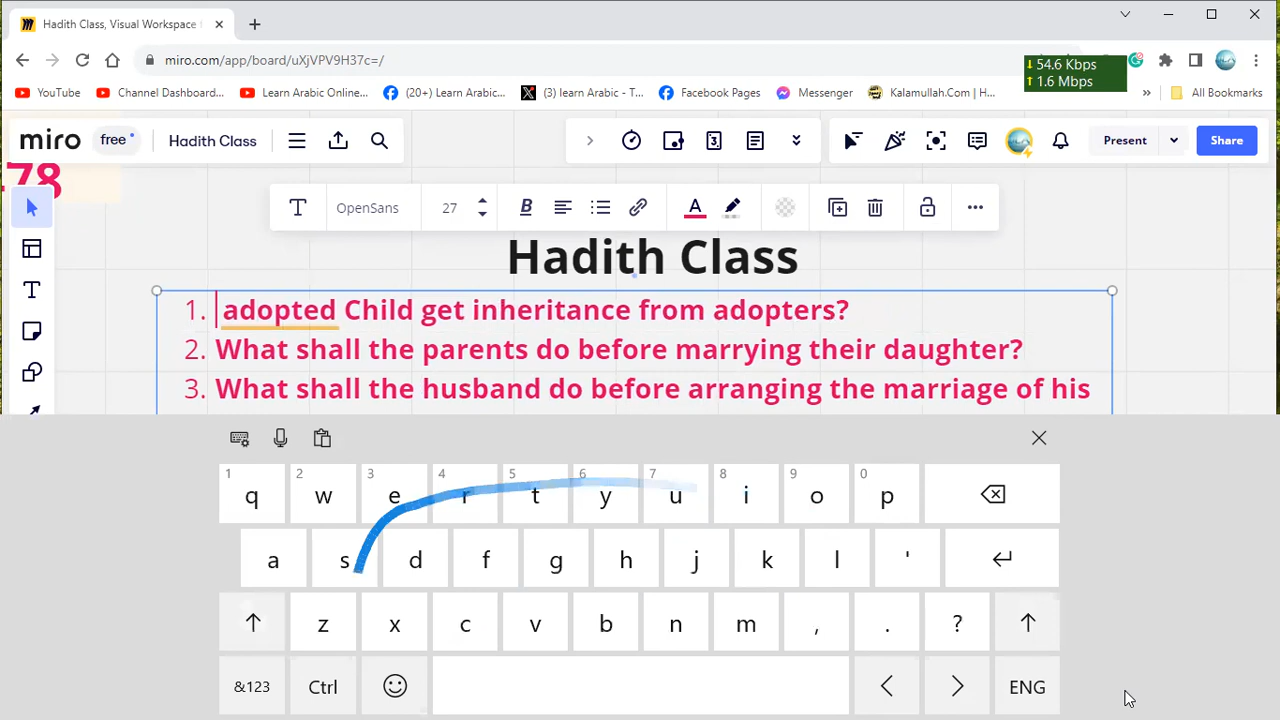 Hadith Class, Visual Workspace
miro.com/app/board/uXjVPV9H37c=/
54.6 Kbps
1.6 Mbps
YouTube
Channel Dashboard...
Learn Arabic Online...
(20+) Learn Arabic...
(3) learn Arabic - T...
Facebook Pages
Messenger
Kalamullah.Com | H...
»
All Bookmarks
miro
free
Hadith Class
3
Present
Share
478
T
OpenSans
27
B
A
Hadith Class
1. adopted Child get inheritance from adopters?
2. What shall the parents do before marrying their daughter?
3. What shall the husband do before arranging the marriage of his
1 2 3 4 5 6 7 8 9 0
q w e r t y u i o p
a s d f g h j k l '
z x c v b n m , . ?
&123 Ctrl < > ENG